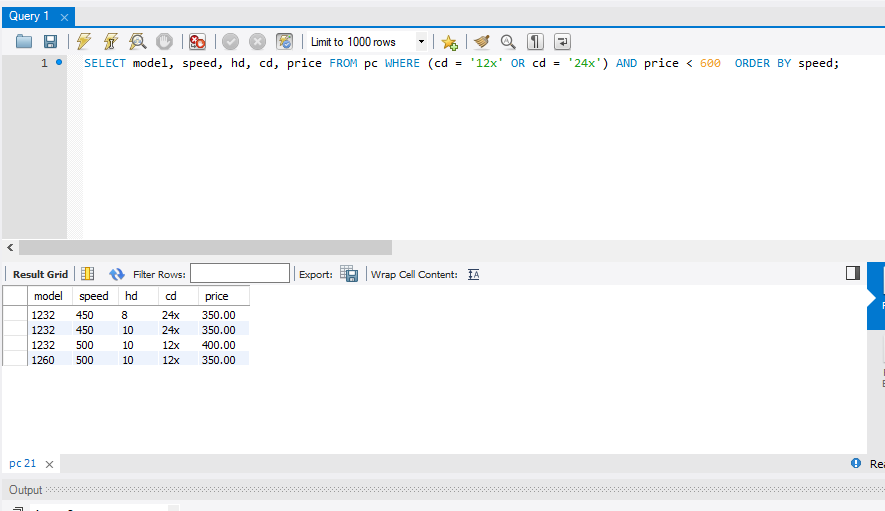 Query 1
Limit to 1000 rows
1 SELECT model, speed, hd, cd, price FROM pc WHERE (cd = '12x' OR cd = '24x') AND price < 600  ORDER BY speed;
Result Grid Filter Rows: Export: Wrap Cell Content:
model speed hd cd price
1232 450 8 24x 350.00
1232 450 10 24x 350.00
1232 500 10 12x 400.00
1260 500 10 12x 350.00
pc 21
Output